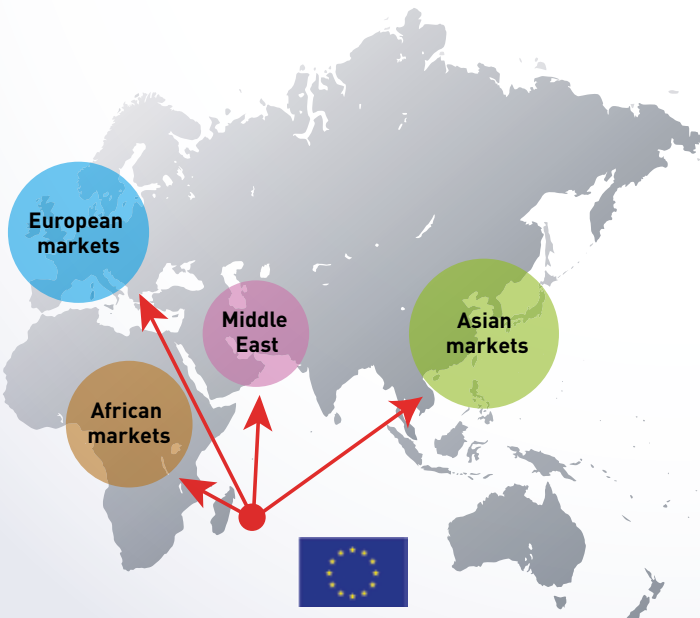 European
markets
Middle
East
Asian
markets
African
markets